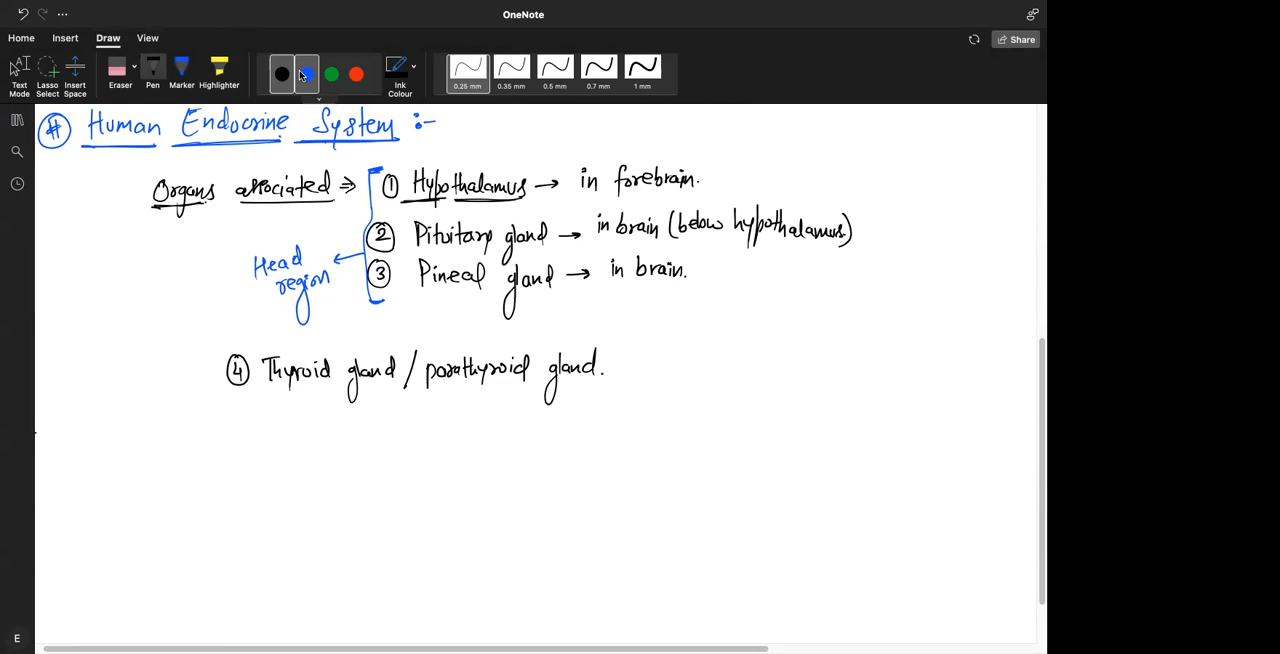 OneNote
Home Insert Draw View
Share
Text Mode
Lasso Select
Insert Space
Eraser
Pen
Marker
Highlighter
Ink Colour
0.25 mm 0.35 mm 0.5 mm 0.7 mm 1 mm
# Human Endocrine System :-
Organs associated ⇒ ① Hypothalamus → in forebrain.
② Pituitary gland → in brain (below hypothalamus)
③ Pineal gland → in brain.
Head region
④ Thyroid gland / parathyroid gland.
E